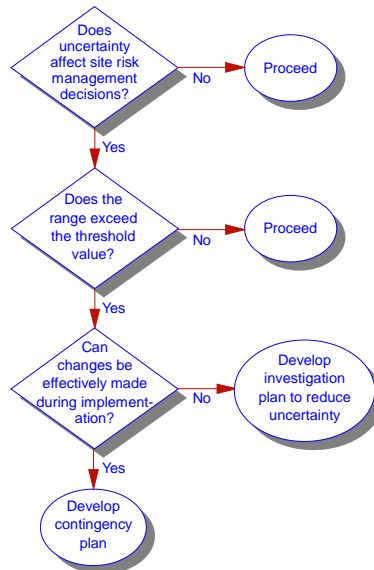 Does
uncertainty
affect site risk
management
decisions?
No
Proceed
Yes
Does the
range exceed
the threshold
value?
No
Proceed
Yes
Can
changes be
effectively made
during implement-
ation?
No
Develop
investigation
plan to reduce
uncertainty
Yes
Develop
contingency
plan